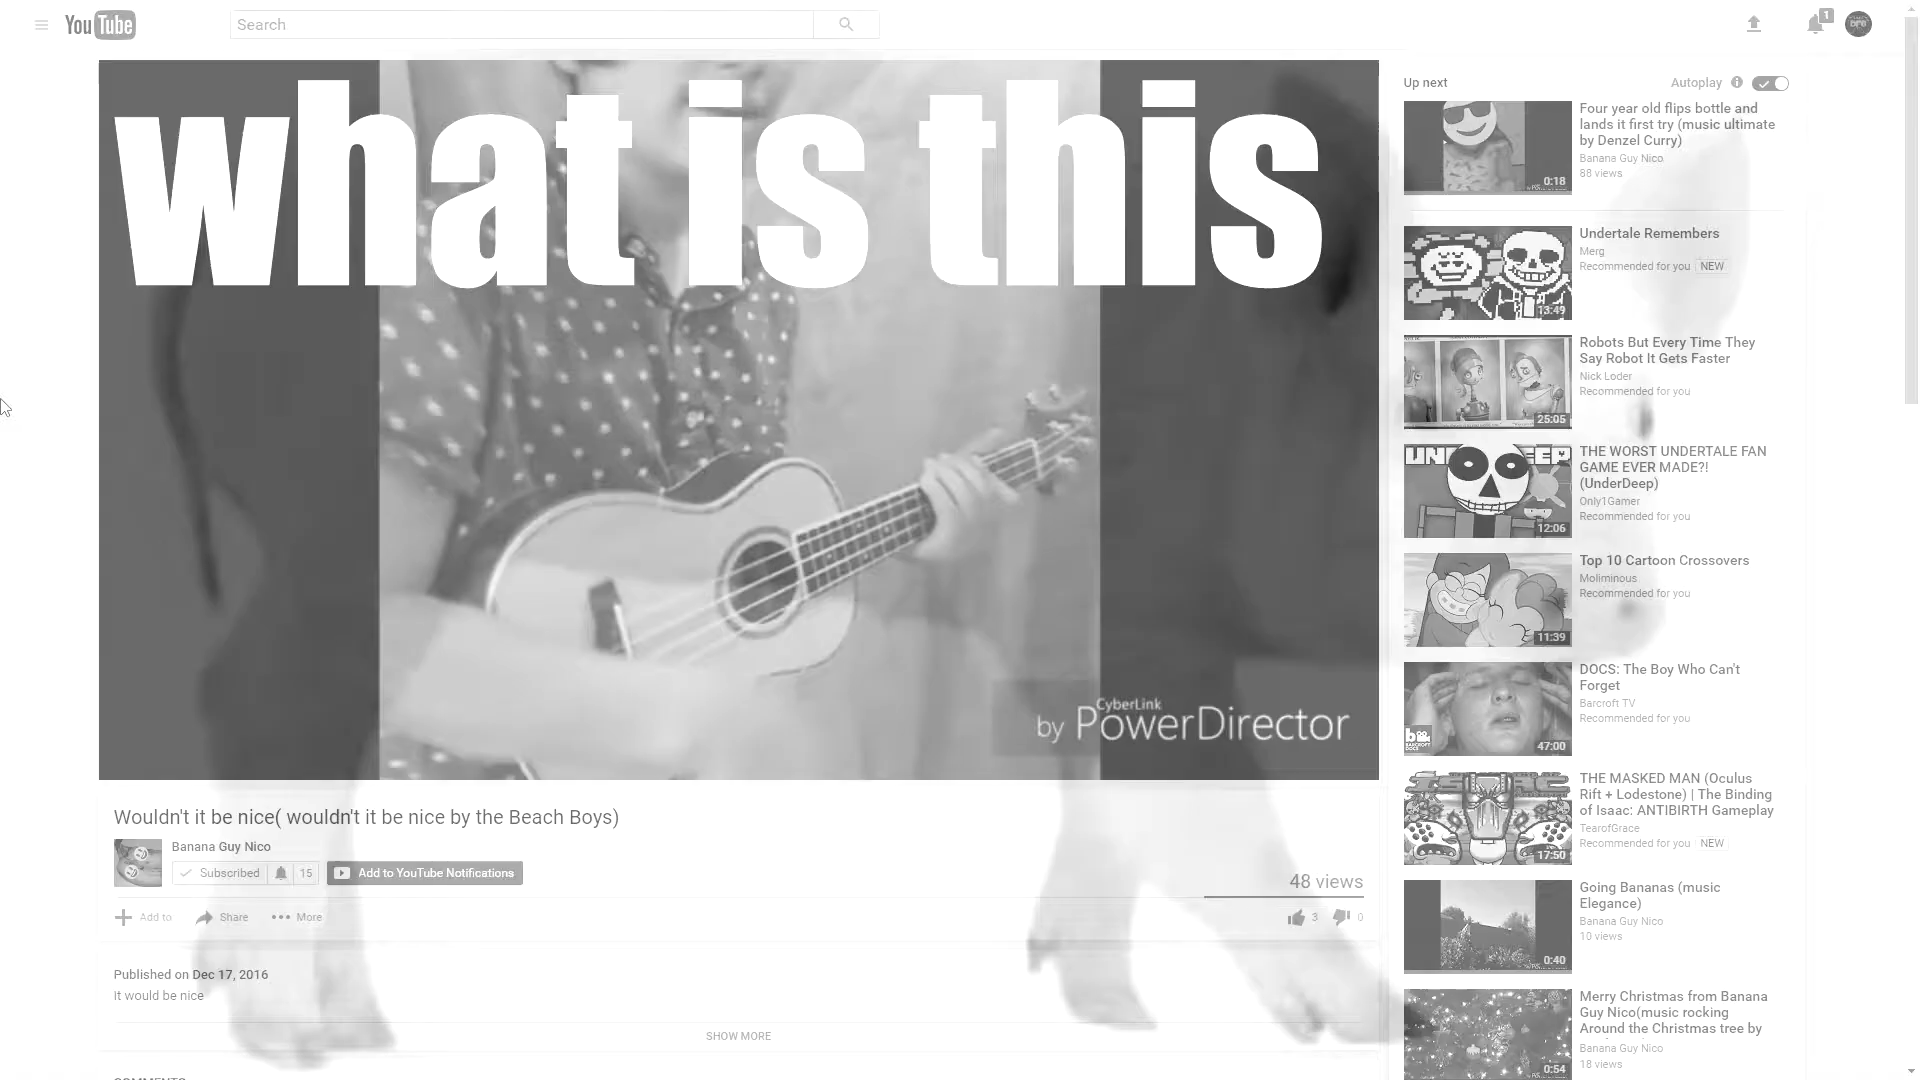 YouTube
Search
1
what is this
by CyberLink PowerDirector
Wouldn't it be nice( wouldn't it be nice by the Beach Boys)
Banana Guy Nico
Subscribed 15 Add to YouTube Notifications
48 views
Add to Share More
3 0
Published on Dec 17, 2016
It would be nice
SHOW MORE
Up next Autoplay
Four year old flips bottle and
lands it first try (music ultimate
by Denzel Curry)
Banana Guy Nico
88 views
0:18
Undertale Remembers
Merg
Recommended for you NEW
13:49
Robots But Every Time They
Say Robot It Gets Faster
Nick Loder
Recommended for you
25:05
THE WORST UNDERTALE FAN
GAME EVER MADE?!
(UnderDeep)
Only1Gamer
Recommended for you
12:06
Top 10 Cartoon Crossovers
Moliminous
Recommended for you
11:39
DOCS: The Boy Who Can't
Forget
Barcroft TV
Recommended for you
47:00
THE MASKED MAN (Oculus
Rift + Lodestone) | The Binding
of Isaac: ANTIBIRTH Gameplay
TearofGrace
Recommended for you NEW
17:50
Going Bananas (music
Elegance)
Banana Guy Nico
10 views
0:40
Merry Christmas from Banana
Guy Nico(music rocking
Around the Christmas tree by
Banana Guy Nico
18 views
0:54